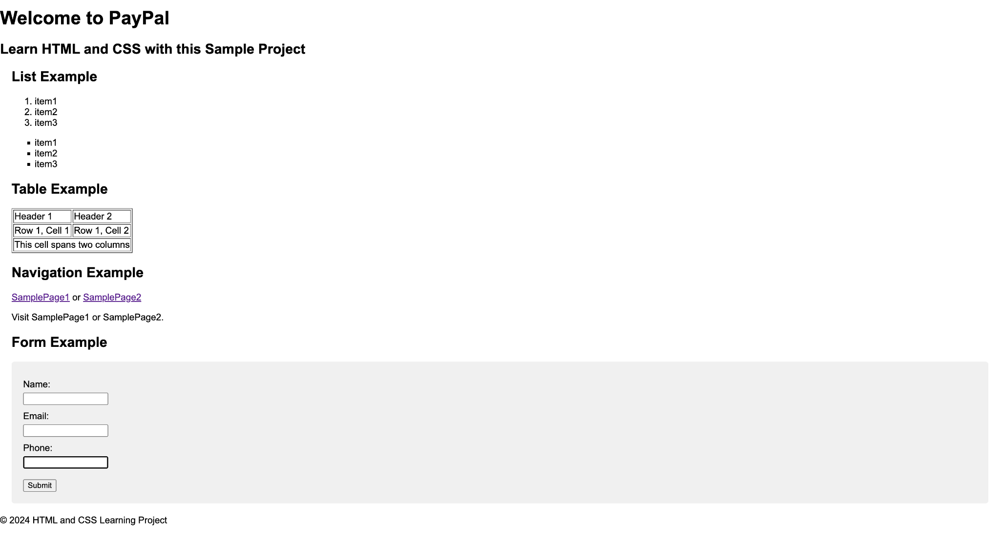 Welcome to PayPal
Learn HTML and CSS with this Sample Project
List Example
1. item1
2. item2
3. item3
▪ item1
▪ item2
▪ item3
Table Example
Header 1 Header 2
Row 1, Cell 1 Row 1, Cell 2
This cell spans two columns
Navigation Example
SamplePage1 or SamplePage2
Visit SamplePage1 or SamplePage2.
Form Example
Name:
Email:
Phone:
Submit
© 2024 HTML and CSS Learning Project